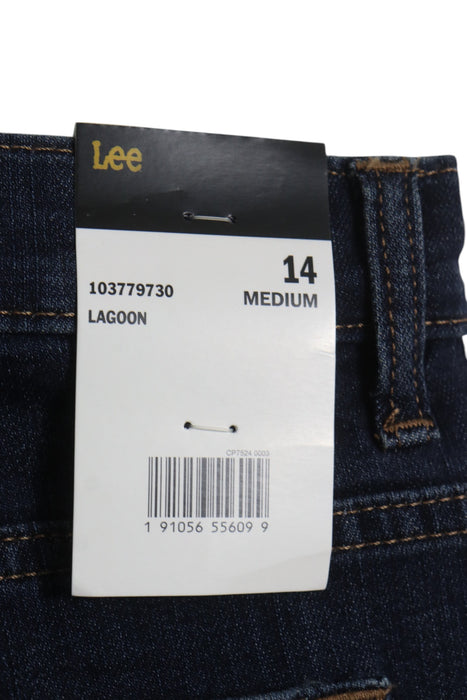 Lee
14
103779730
MEDIUM
LAGOON
CP7524 0003
1 91056 55609 9